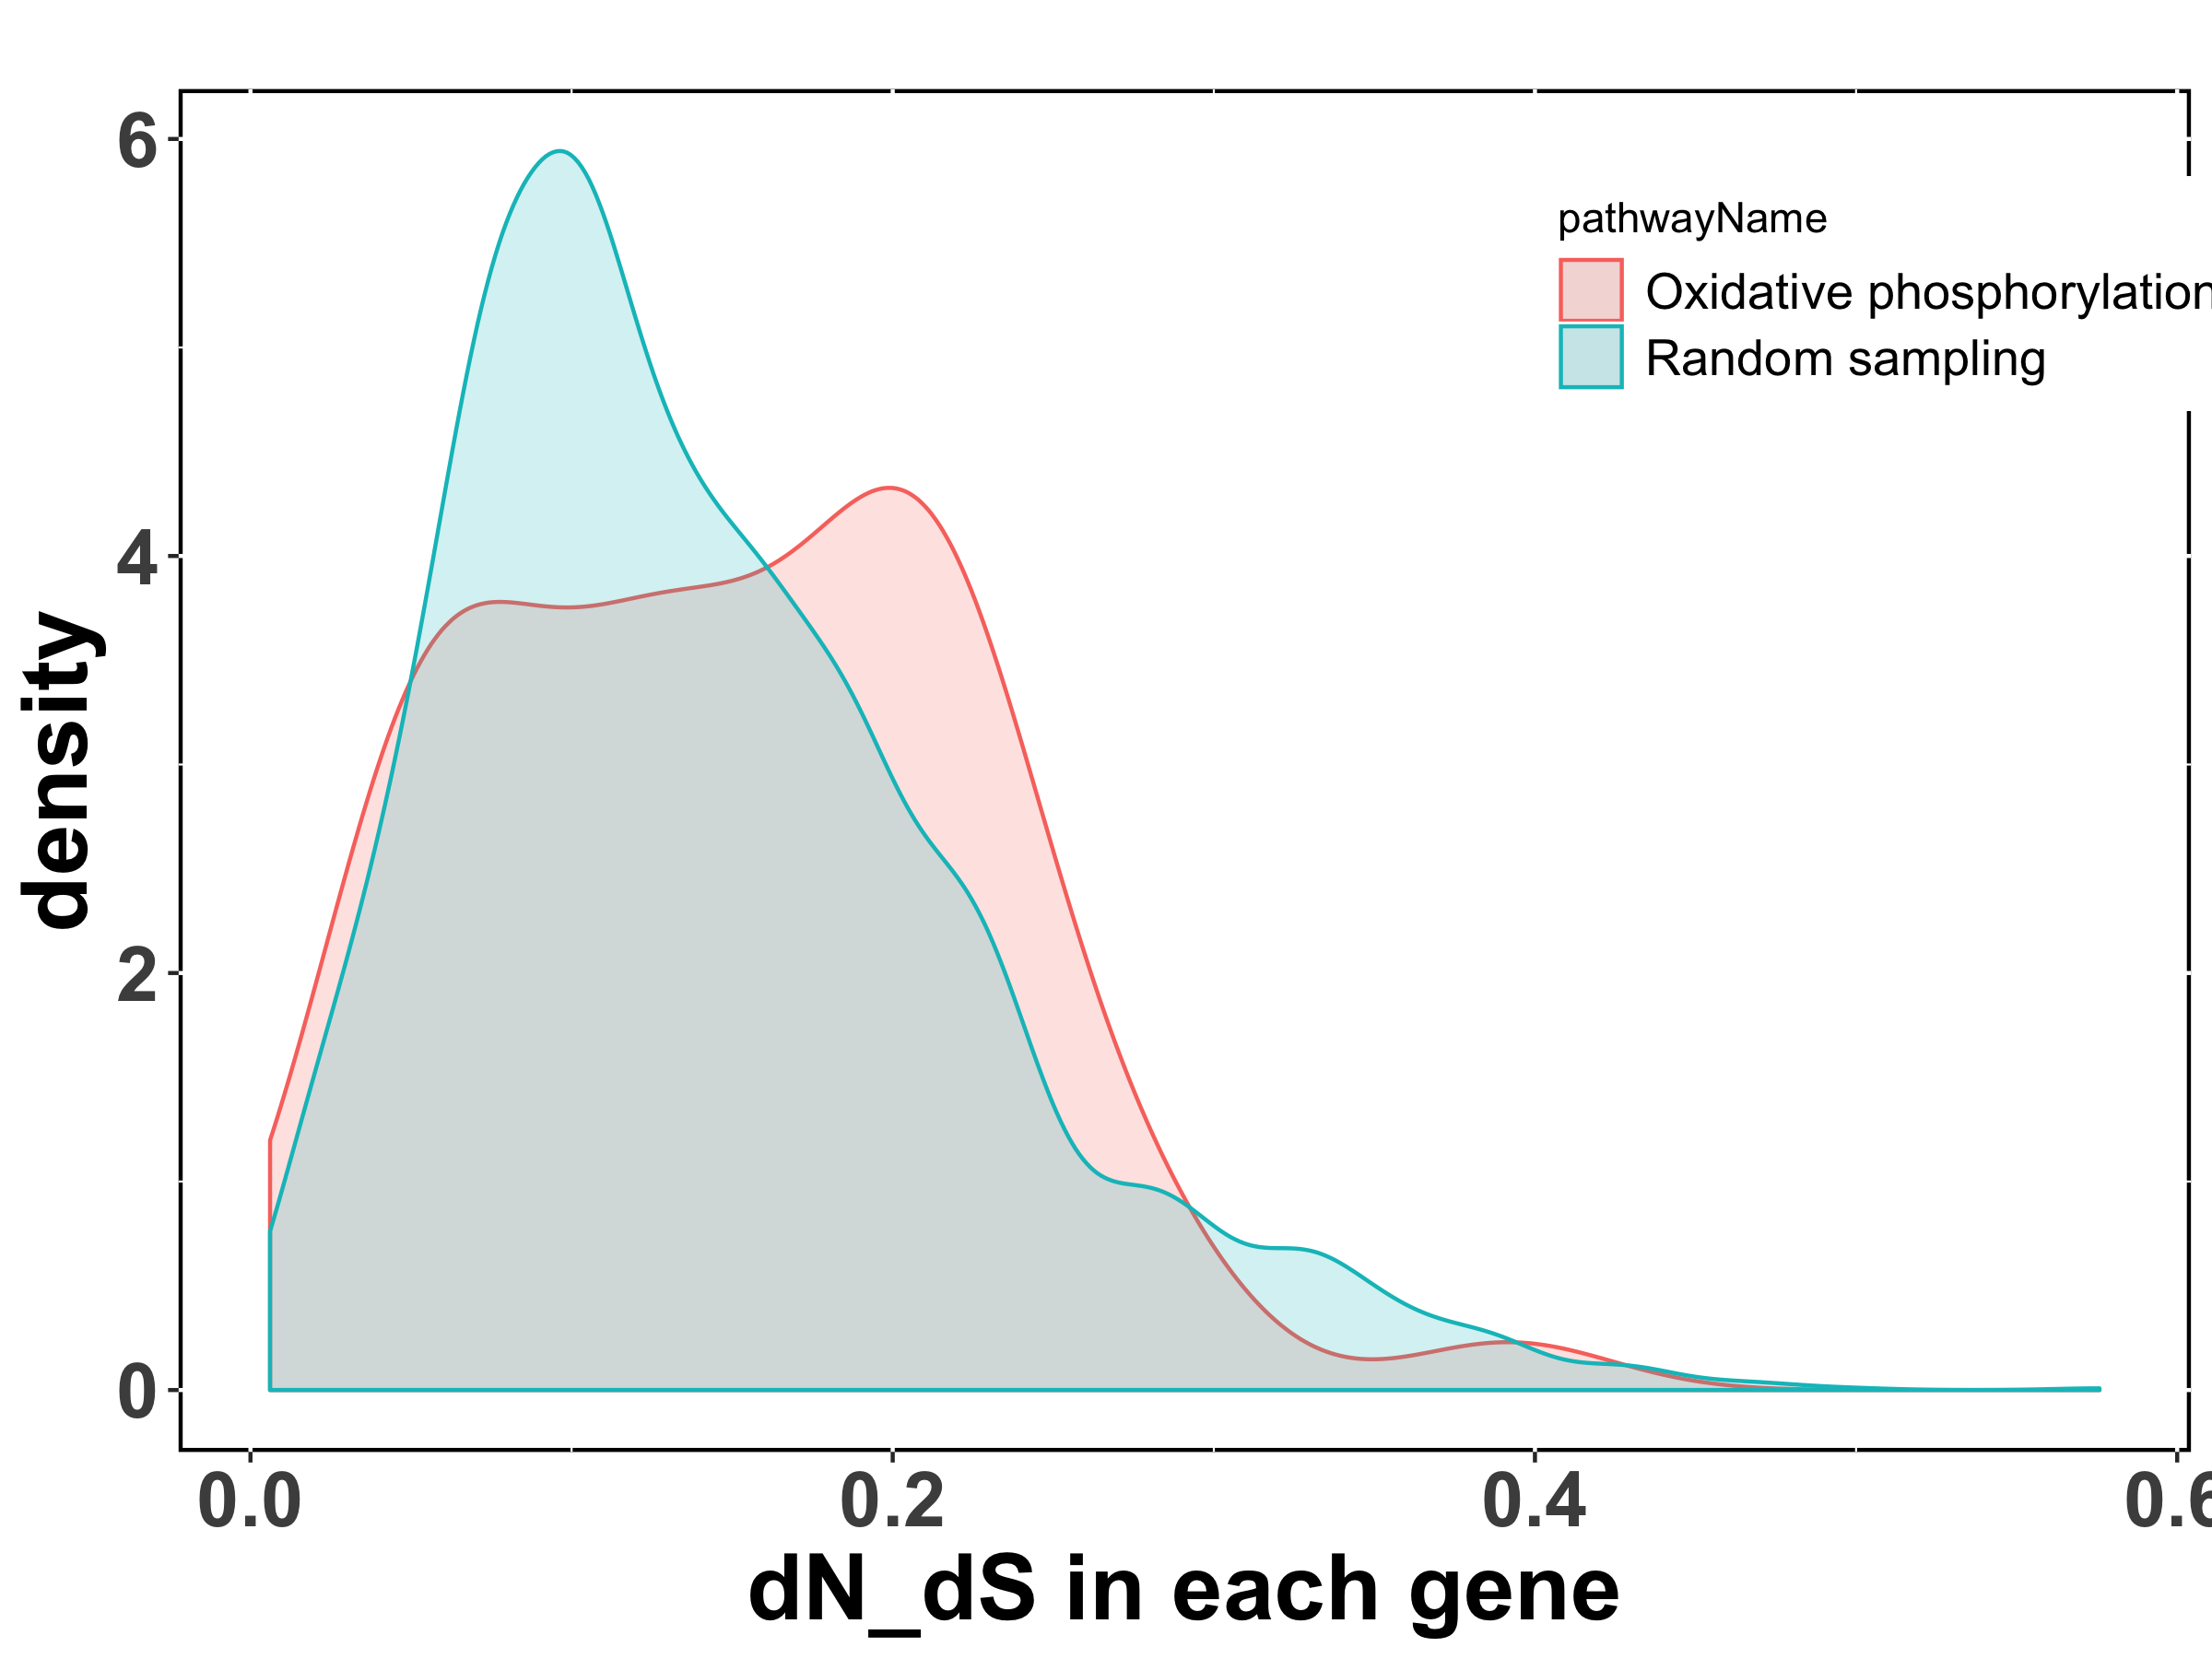 6
4
2
0
density
pathwayName
Oxidative phosphorylation
Random sampling
0.0
0.2
0.4
0.6
dN_dS in each gene